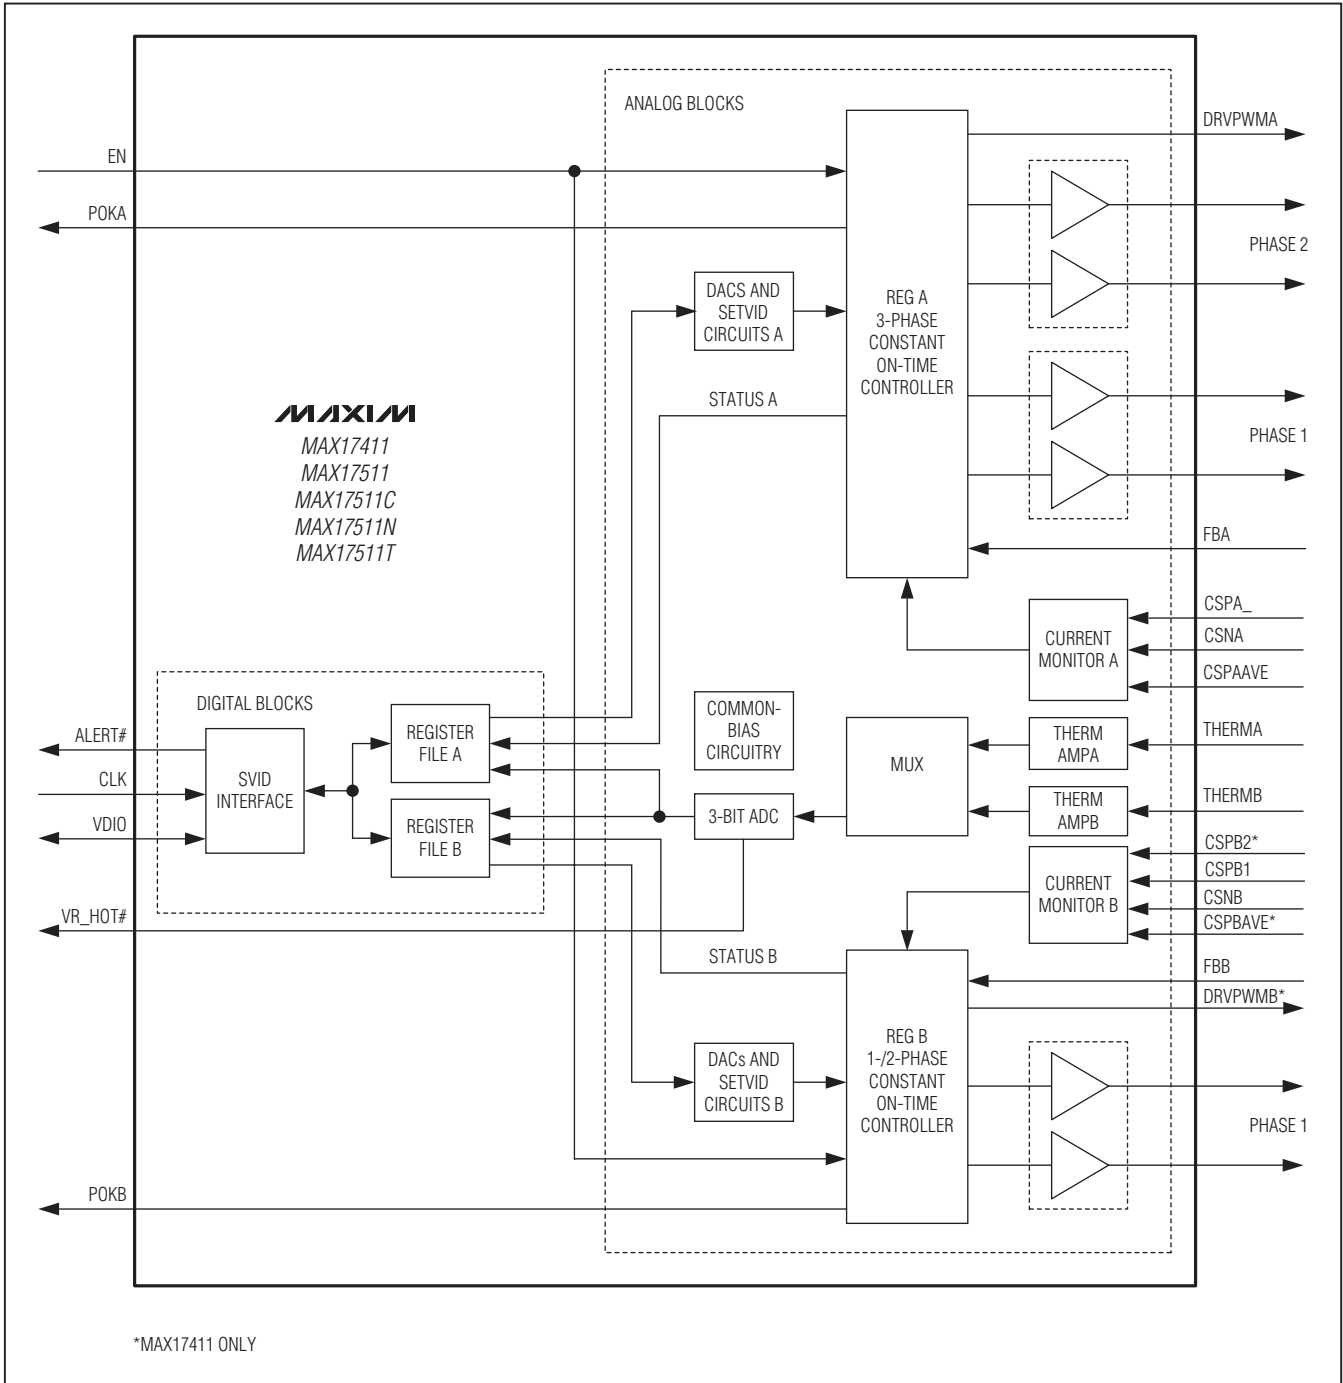 ANALOG BLOCKS
DRVPWMA
EN
POKA
PHASE 2
DACS AND
SETVID
CIRCUITS A
REG A
3-PHASE
CONSTANT
ON-TIME
CONTROLLER
STATUS A
PHASE 1
MAXIM
MAX17411
MAX17511
MAX17511C
MAX17511N
MAX17511T
FBA
CURRENT
MONITOR A
CSPA_
CSNA
CSPAAVE
DIGITAL BLOCKS
ALERT#
CLK
VDIO
SVID
INTERFACE
REGISTER
FILE A
REGISTER
FILE B
COMMON-
BIAS
CIRCUITRY
3-BIT ADC
MUX
THERM
AMPA
THERMA
THERM
AMPB
THERMB
CURRENT
MONITOR B
CSPB2*
CSPB1
CSNB
CSPBAVE*
VR_HOT#
STATUS B
FBB
DRVPWMB*
DACs AND
SETVID
CIRCUITS B
REG B
1-/2-PHASE
CONSTANT
ON-TIME
CONTROLLER
PHASE 1
POKB
*MAX17411 ONLY